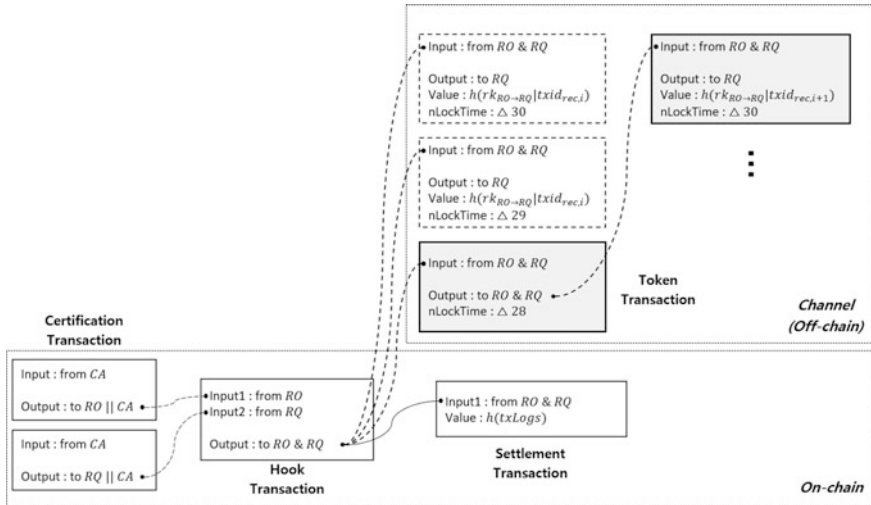 Input : from RO & RQ
Output : to RQ
Value : h(rk_{RO→RQ}|txid_{rec,i})
nLockTime : △ 30
Input : from RO & RQ
Output : to RQ
Value : h(rk_{RO→RQ}|txid_{rec,i+1})
nLockTime : △ 30
Input : from RO & RQ
Output : to RQ
Value : h(rk_{RO→RQ}|txid_{rec,i})
nLockTime : △ 29
Input : from RO & RQ
Output : to RO & RQ
nLockTime : △ 28
Token
Transaction
Channel
(Off-chain)
Certification
Transaction
Input : from CA
Output : to RO || CA
Input : from CA
Output : to RQ || CA
Input1 : from RO
Input2 : from RQ
Output : to RO & RQ
Hook
Transaction
Input1 : from RO & RQ
Value : h(txLogs)
Settlement
Transaction
On-chain